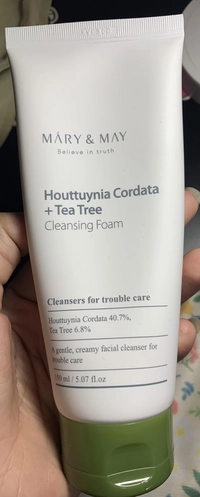 MÁRY & MAY
Believe in truth
Houttuynia Cordata
+ Tea Tree
Cleansing Foam
Cleansers for trouble care
Houttuynia Cordata 40.7%,
Tea Tree 6.8%
A gentle, creamy facial cleanser for
trouble care
150 ml / 5.07 fl.oz